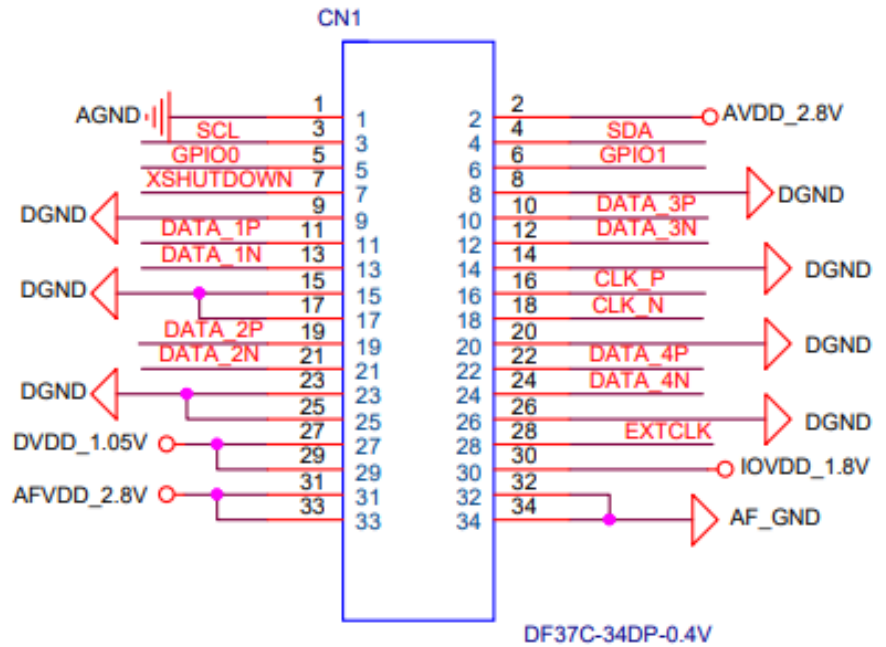 CN1
AGND 1 1 2 2 AVDD_2.8V
SCL 3 3 4 4 SDA
GPIO0 5 5 6 6 GPIO1
XSHUTDOWN 7 7 8 8 DGND
DGND 9 9 10 10 DATA_3P
DATA_1P 11 11 12 12 DATA_3N
DATA_1N 13 13 14 14 DGND
DGND 15 15 16 16 CLK_P
17 17 18 18 CLK_N
DATA_2P 19 19 20 20 DGND
DATA_2N 21 21 22 22 DATA_4P
DGND 23 23 24 24 DATA_4N
25 25 26 26 DGND
DVDD_1.05V 27 27 28 28 EXTCLK
29 29 30 30 IOVDD_1.8V
AFVDD_2.8V 31 31 32 32
33 33 34 34 AF_GND
DF37C-34DP-0.4V